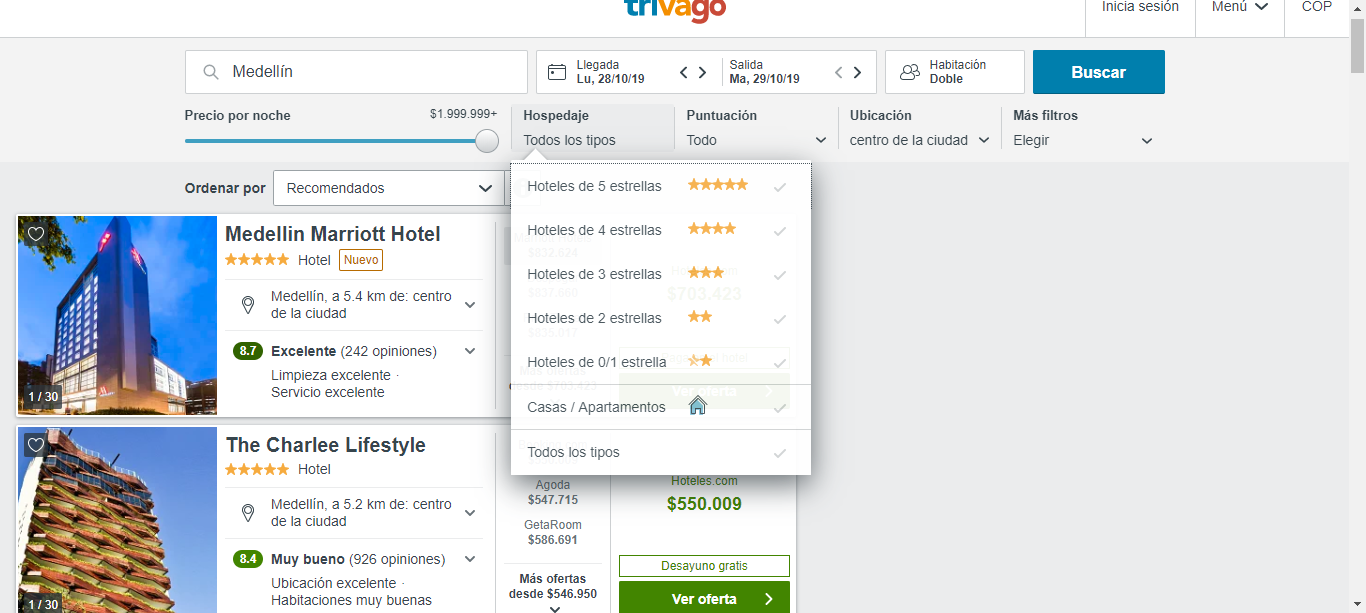 trivago
Inicia sesión
Menú
COP
Medellín
Llegada
Lu, 28/10/19
Salida
Ma, 29/10/19
Habitación
Doble
Buscar
Precio por noche
$1.999.999+
Hospedaje
Todos los tipos
Puntuación
Todo
Ubicación
centro de la ciudad
Más filtros
Elegir
Ordenar por
Recomendados
Hoteles de 5 estrellas
Hoteles de 4 estrellas
Hoteles de 3 estrellas
Hoteles de 2 estrellas
Hoteles de 0/1 estrella
Casas / Apartamentos
Todos los tipos
Medellin Marriott Hotel
Hotel
Nuevo
Medellín, a 5.4 km de: centro
de la ciudad
8.7 Excelente (242 opiniones)
Limpieza excelente ·
Servicio excelente
1 / 30
$703.423
Ver oferta
The Charlee Lifestyle
Hotel
Medellín, a 5.2 km de: centro
de la ciudad
8.4 Muy bueno (926 opiniones)
Ubicación excelente ·
Habitaciones muy buenas
1 / 30
Agoda
$547.715
GetaRoom
$586.691
Más ofertas
desde $546.950
Hoteles.com
$550.009
Desayuno gratis
Ver oferta